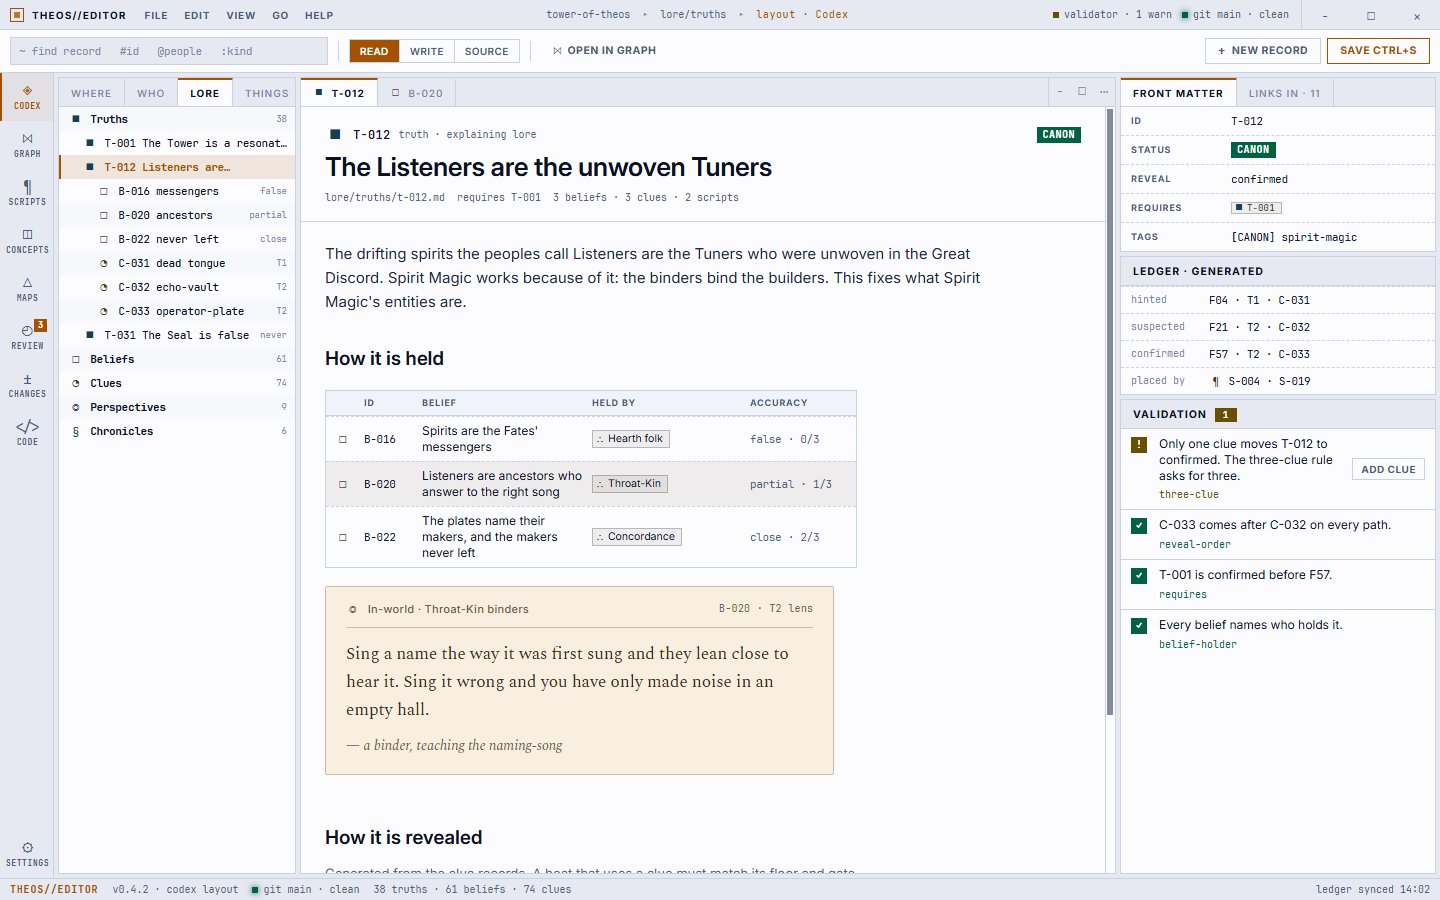 THEOS//EDITOR FILE EDIT VIEW GO HELP tower-of-theos ▸ lore/truths ▸ layout · Codex validator · 1 warn git main · clean
~ find record #id @people :kind READ WRITE SOURCE OPEN IN GRAPH + NEW RECORD SAVE CTRL+S
CODEX
GRAPH
SCRIPTS
CONCEPTS
MAPS
3
REVIEW
CHANGES
</>
CODE
SETTINGS
WHERE WHO LORE THINGS
Truths 38
T-001 The Tower is a resonat…
T-012 Listeners are…
B-016 messengers false
B-020 ancestors partial
B-022 never left close
C-031 dead tongue T1
C-032 echo-vault T2
C-033 operator-plate T2
T-031 The Seal is false never
Beliefs 61
Clues 74
Perspectives 9
§ Chronicles 6
T-012 B-020
T-012 truth · explaining lore CANON
The Listeners are the unwoven Tuners
lore/truths/t-012.md requires T-001 3 beliefs · 3 clues · 2 scripts
The drifting spirits the peoples call Listeners are the Tuners who were unwoven in the Great
Discord. Spirit Magic works because of it: the binders bind the builders. This fixes what Spirit
Magic's entities are.
How it is held
ID BELIEF HELD BY ACCURACY
B-016 Spirits are the Fates' messengers ∴ Hearth folk false · 0/3
B-020 Listeners are ancestors who answer to the right song ∴ Throat-Kin partial · 1/3
B-022 The plates name their makers, and the makers never left ∴ Concordance close · 2/3
In-world · Throat-Kin binders B-020 · T2 lens
Sing a name the way it was first sung and they lean close to
hear it. Sing it wrong and you have only made noise in an
empty hall.
— a binder, teaching the naming-song
How it is revealed
Generated from the clue records. A beat that uses a clue must match its floor and gate.
FRONT MATTER LINKS IN · 11
ID T-012
STATUS CANON
REVEAL confirmed
REQUIRES T-001
TAGS [CANON] spirit-magic
LEDGER · GENERATED
hinted F04 · T1 · C-031
suspected F21 · T2 · C-032
confirmed F57 · T2 · C-033
placed by ¶ S-004 · S-019
VALIDATION 1
! Only one clue moves T-012 to
confirmed. The three-clue rule
asks for three.
three-clue
ADD CLUE
C-033 comes after C-032 on every path.
reveal-order
T-001 is confirmed before F57.
requires
Every belief names who holds it.
belief-holder
THEOS//EDITOR v0.4.2 · codex layout git main · clean 38 truths · 61 beliefs · 74 clues ledger synced 14:02